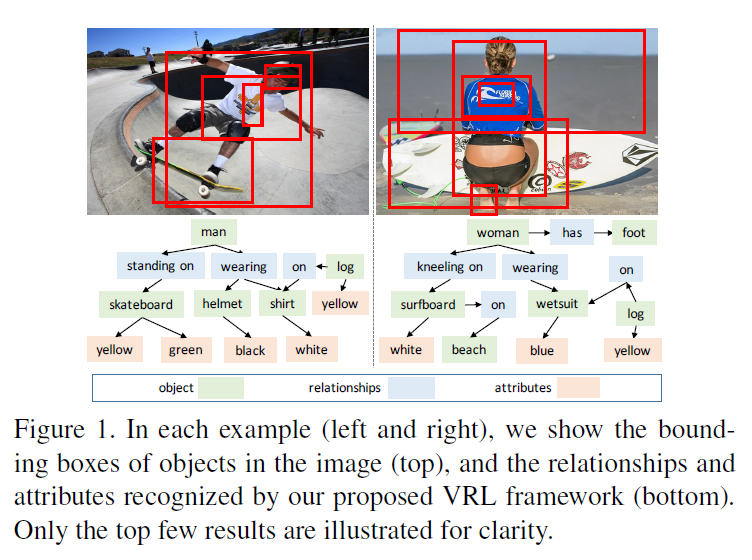 man
standing on wearing on log
skateboard helmet shirt yellow
yellow green black white
woman has foot
kneeling on wearing on
surfboard on wetsuit log
white beach blue yellow
object relationships attributes
Figure 1. In each example (left and right), we show the bound-
ing boxes of objects in the image (top), and the relationships and
attributes recognized by our proposed VRL framework (bottom).
Only the top few results are illustrated for clarity.